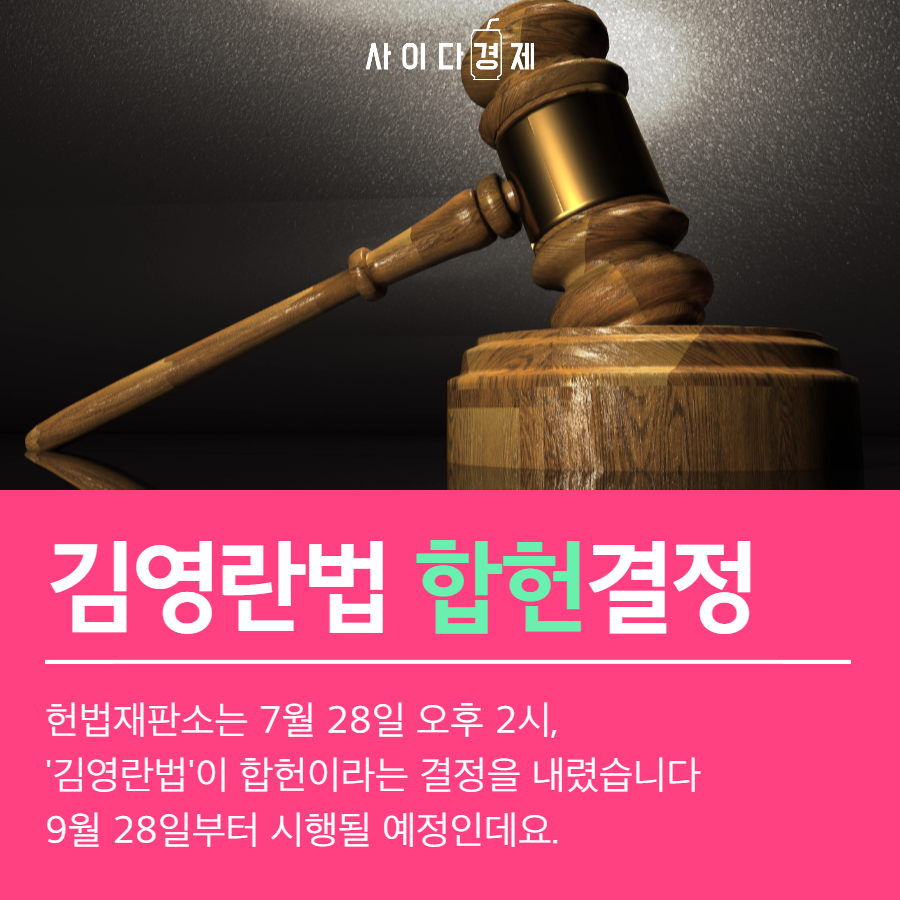 사이다경제
김영란법 합헌결정
헌법재판소는 7월 28일 오후 2시,
'김영란법'이 합헌이라는 결정을 내렸습니다
9월 28일부터 시행될 예정인데요.